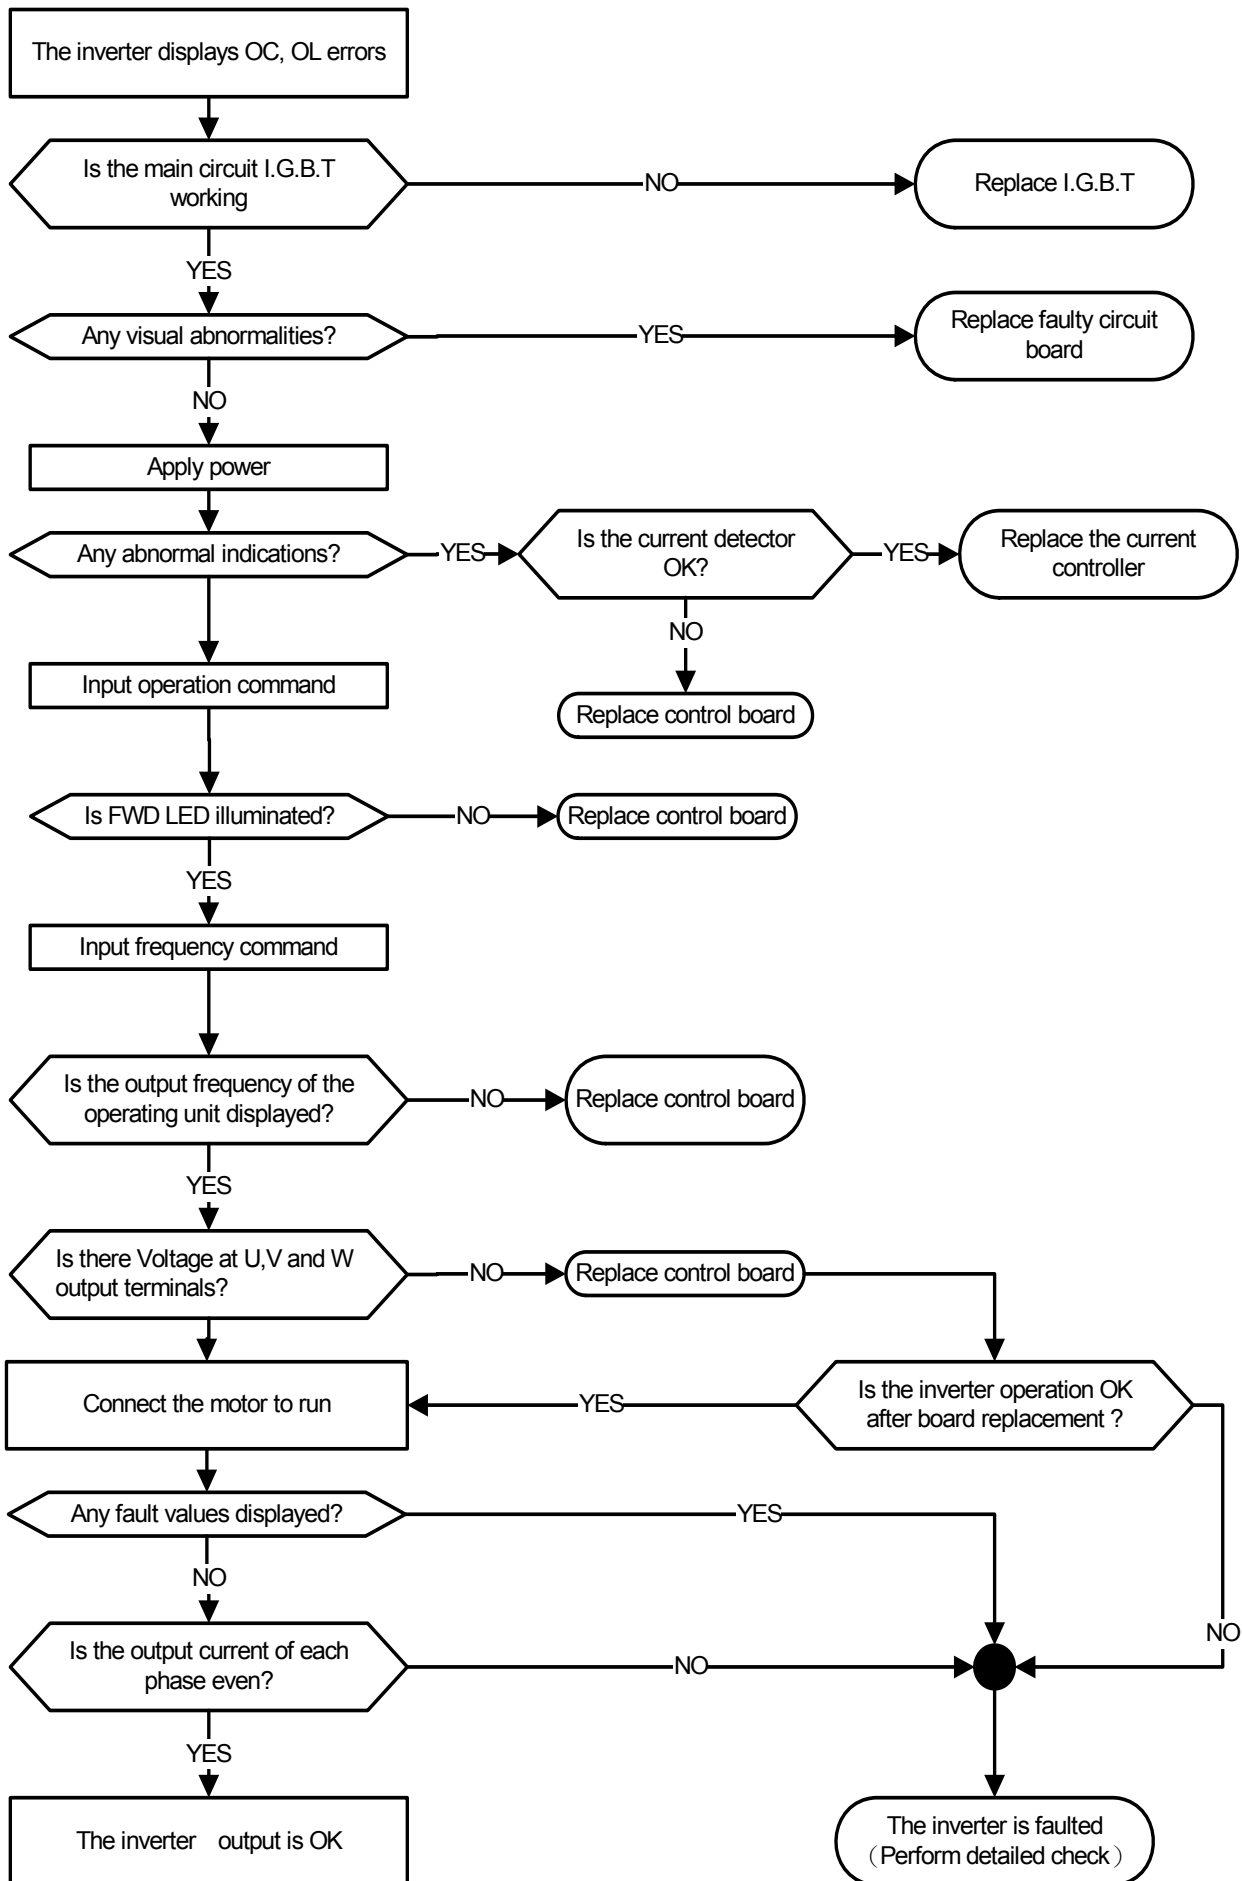 The inverter displays OC, OL errors
Is the main circuit I.G.B.T
working
NO
Replace I.G.B.T
YES
Any visual abnormalities?
YES
Replace faulty circuit
board
NO
Apply power
Any abnormal indications?
YES
Is the current detector
OK?
YES
Replace the current
controller
NO
Replace control board
Input operation command
Is FWD LED illuminated?
NO
Replace control board
YES
Input frequency command
Is the output frequency of the
operating unit displayed?
NO
Replace control board
YES
Is there Voltage at U,V and W
output terminals?
NO
Replace control board
Connect the motor to run
YES
Is the inverter operation OK
after board replacement ?
Any fault values displayed?
YES
NO
NO
Is the output current of each
phase even?
NO
YES
The inverter output is OK
The inverter is faulted
（Perform detailed check）